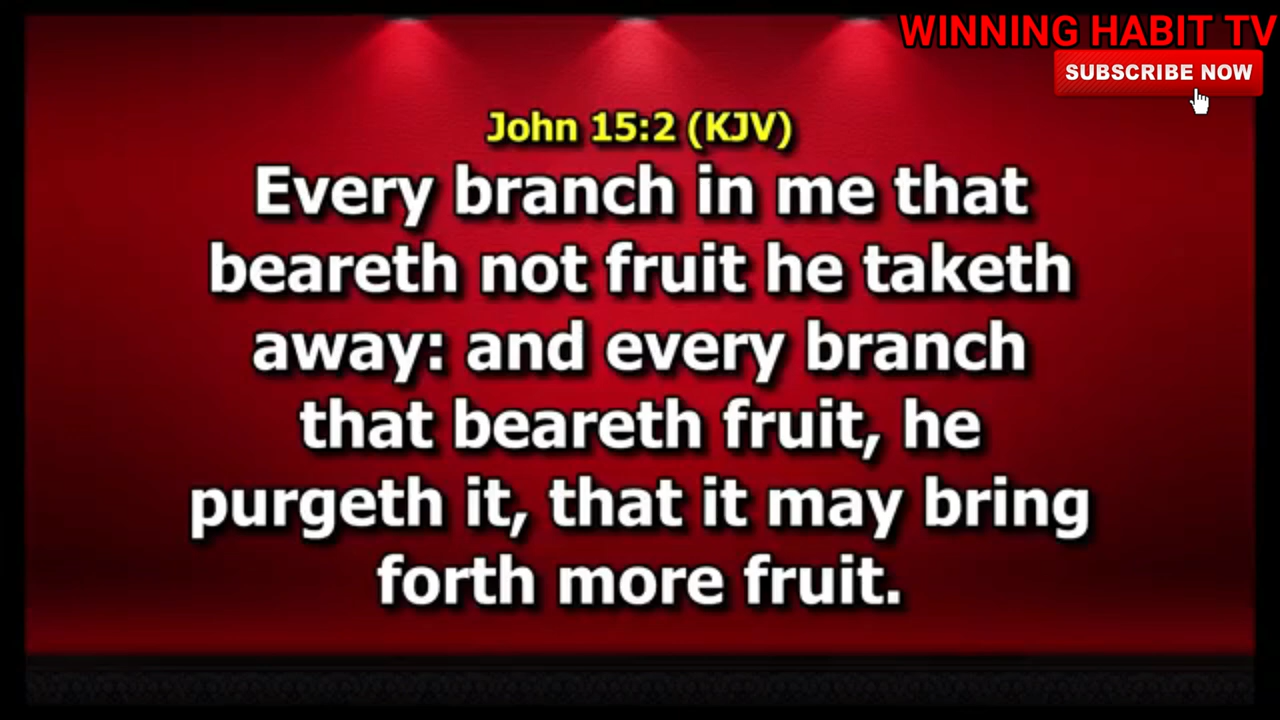 WINNING HABIT TV
SUBSCRIBE NOW
John 15:2 (KJV)
Every branch in me that
beareth not fruit he taketh
away: and every branch
that beareth fruit, he
purgeth it, that it may bring
forth more fruit.